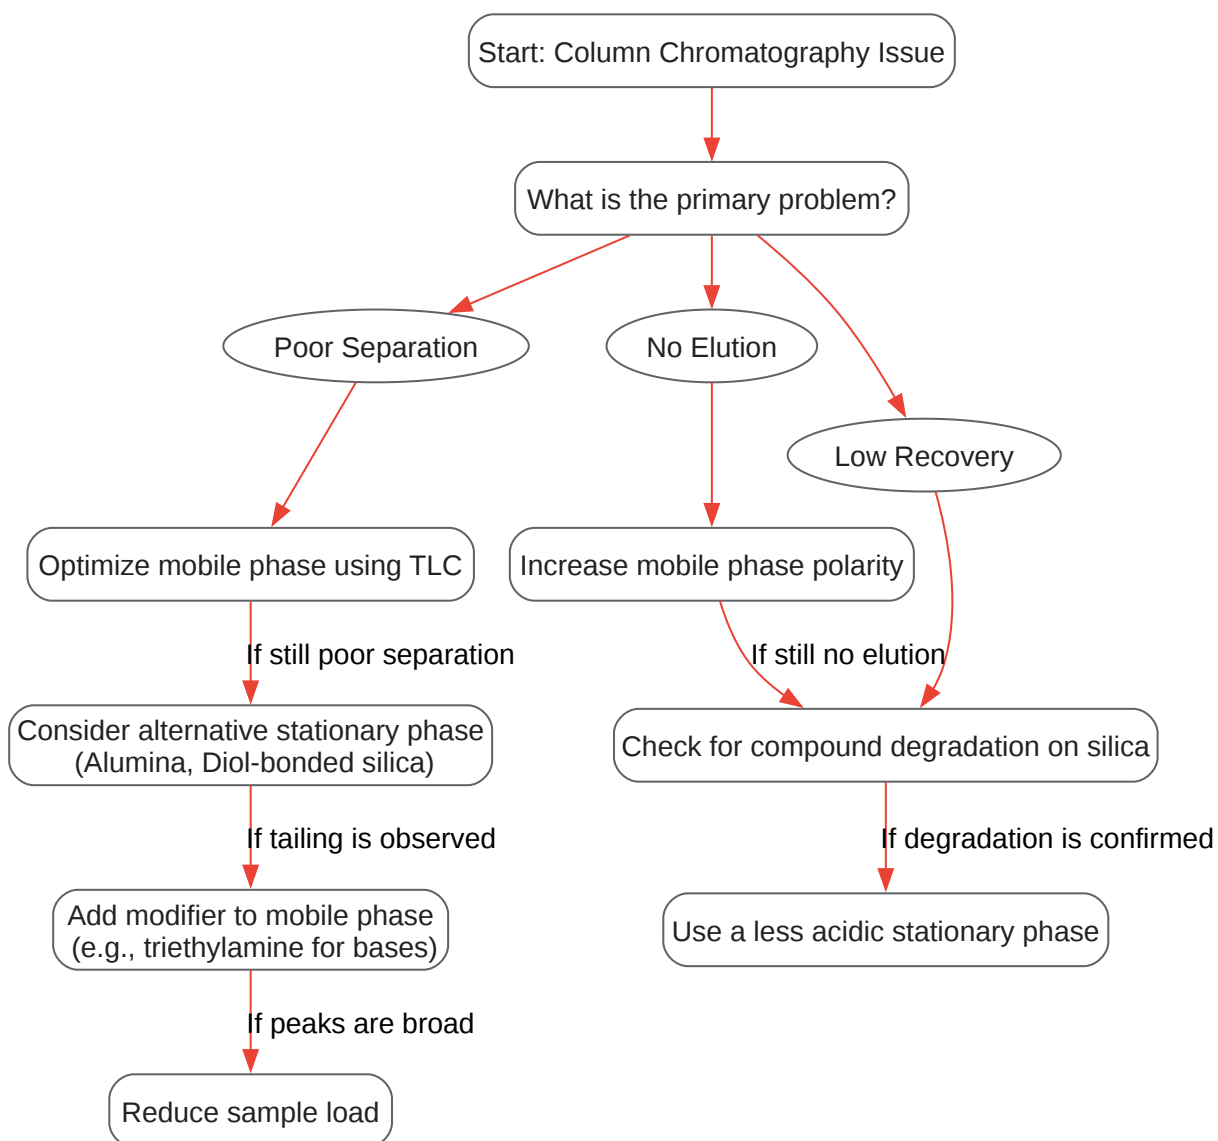 Start: Column Chromatography Issue
What is the primary problem?
Poor Separation
No Elution
Low Recovery
Optimize mobile phase using TLC
Increase mobile phase polarity
If still poor separation
If still no elution
Consider alternative stationary phase
(Alumina, Diol-bonded silica)
Check for compound degradation on silica
If tailing is observed
If degradation is confirmed
Add modifier to mobile phase
(e.g., triethylamine for bases)
Use a less acidic stationary phase
If peaks are broad
Reduce sample load